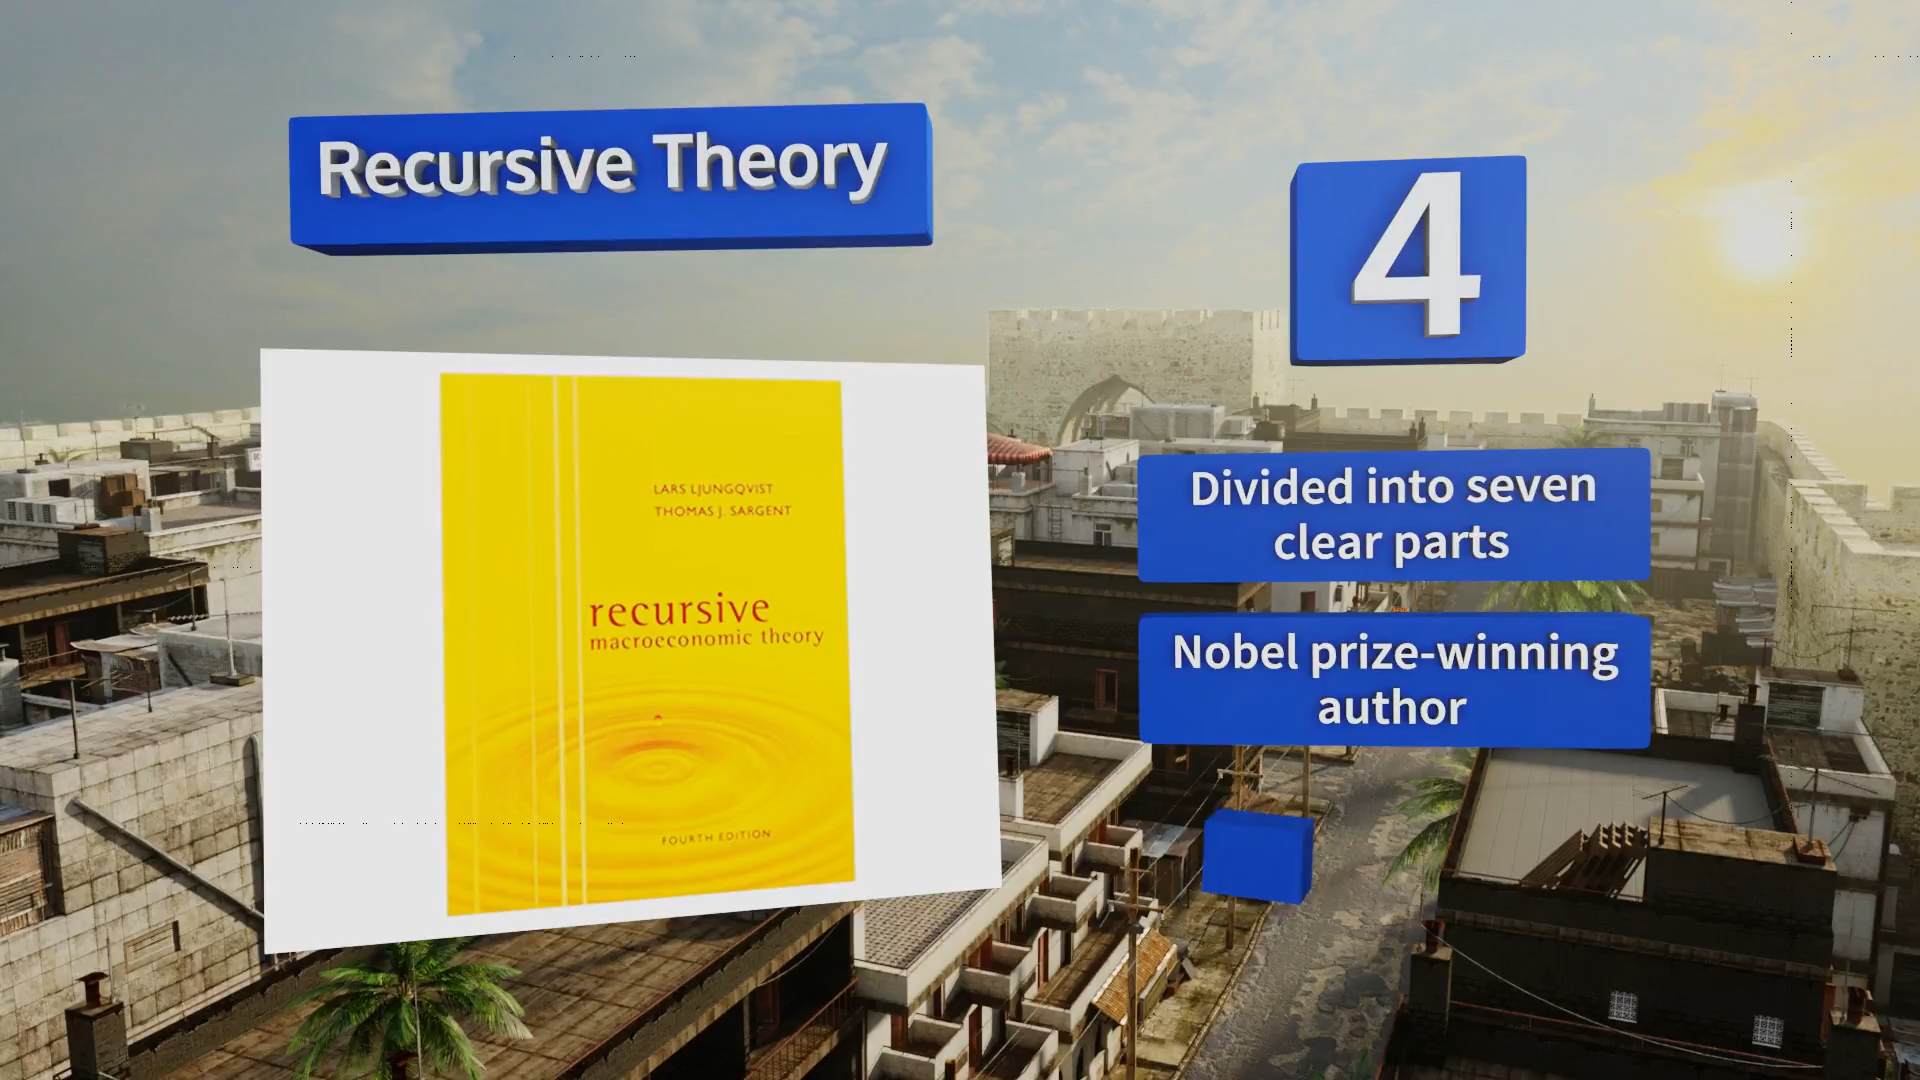 Recursive Theory
4
LARS LJUNGQVIST
THOMAS J. SARGENT
recursive
macroeconomic theory
FOURTH EDITION
Divided into seven
clear parts
Nobel prize-winning
author